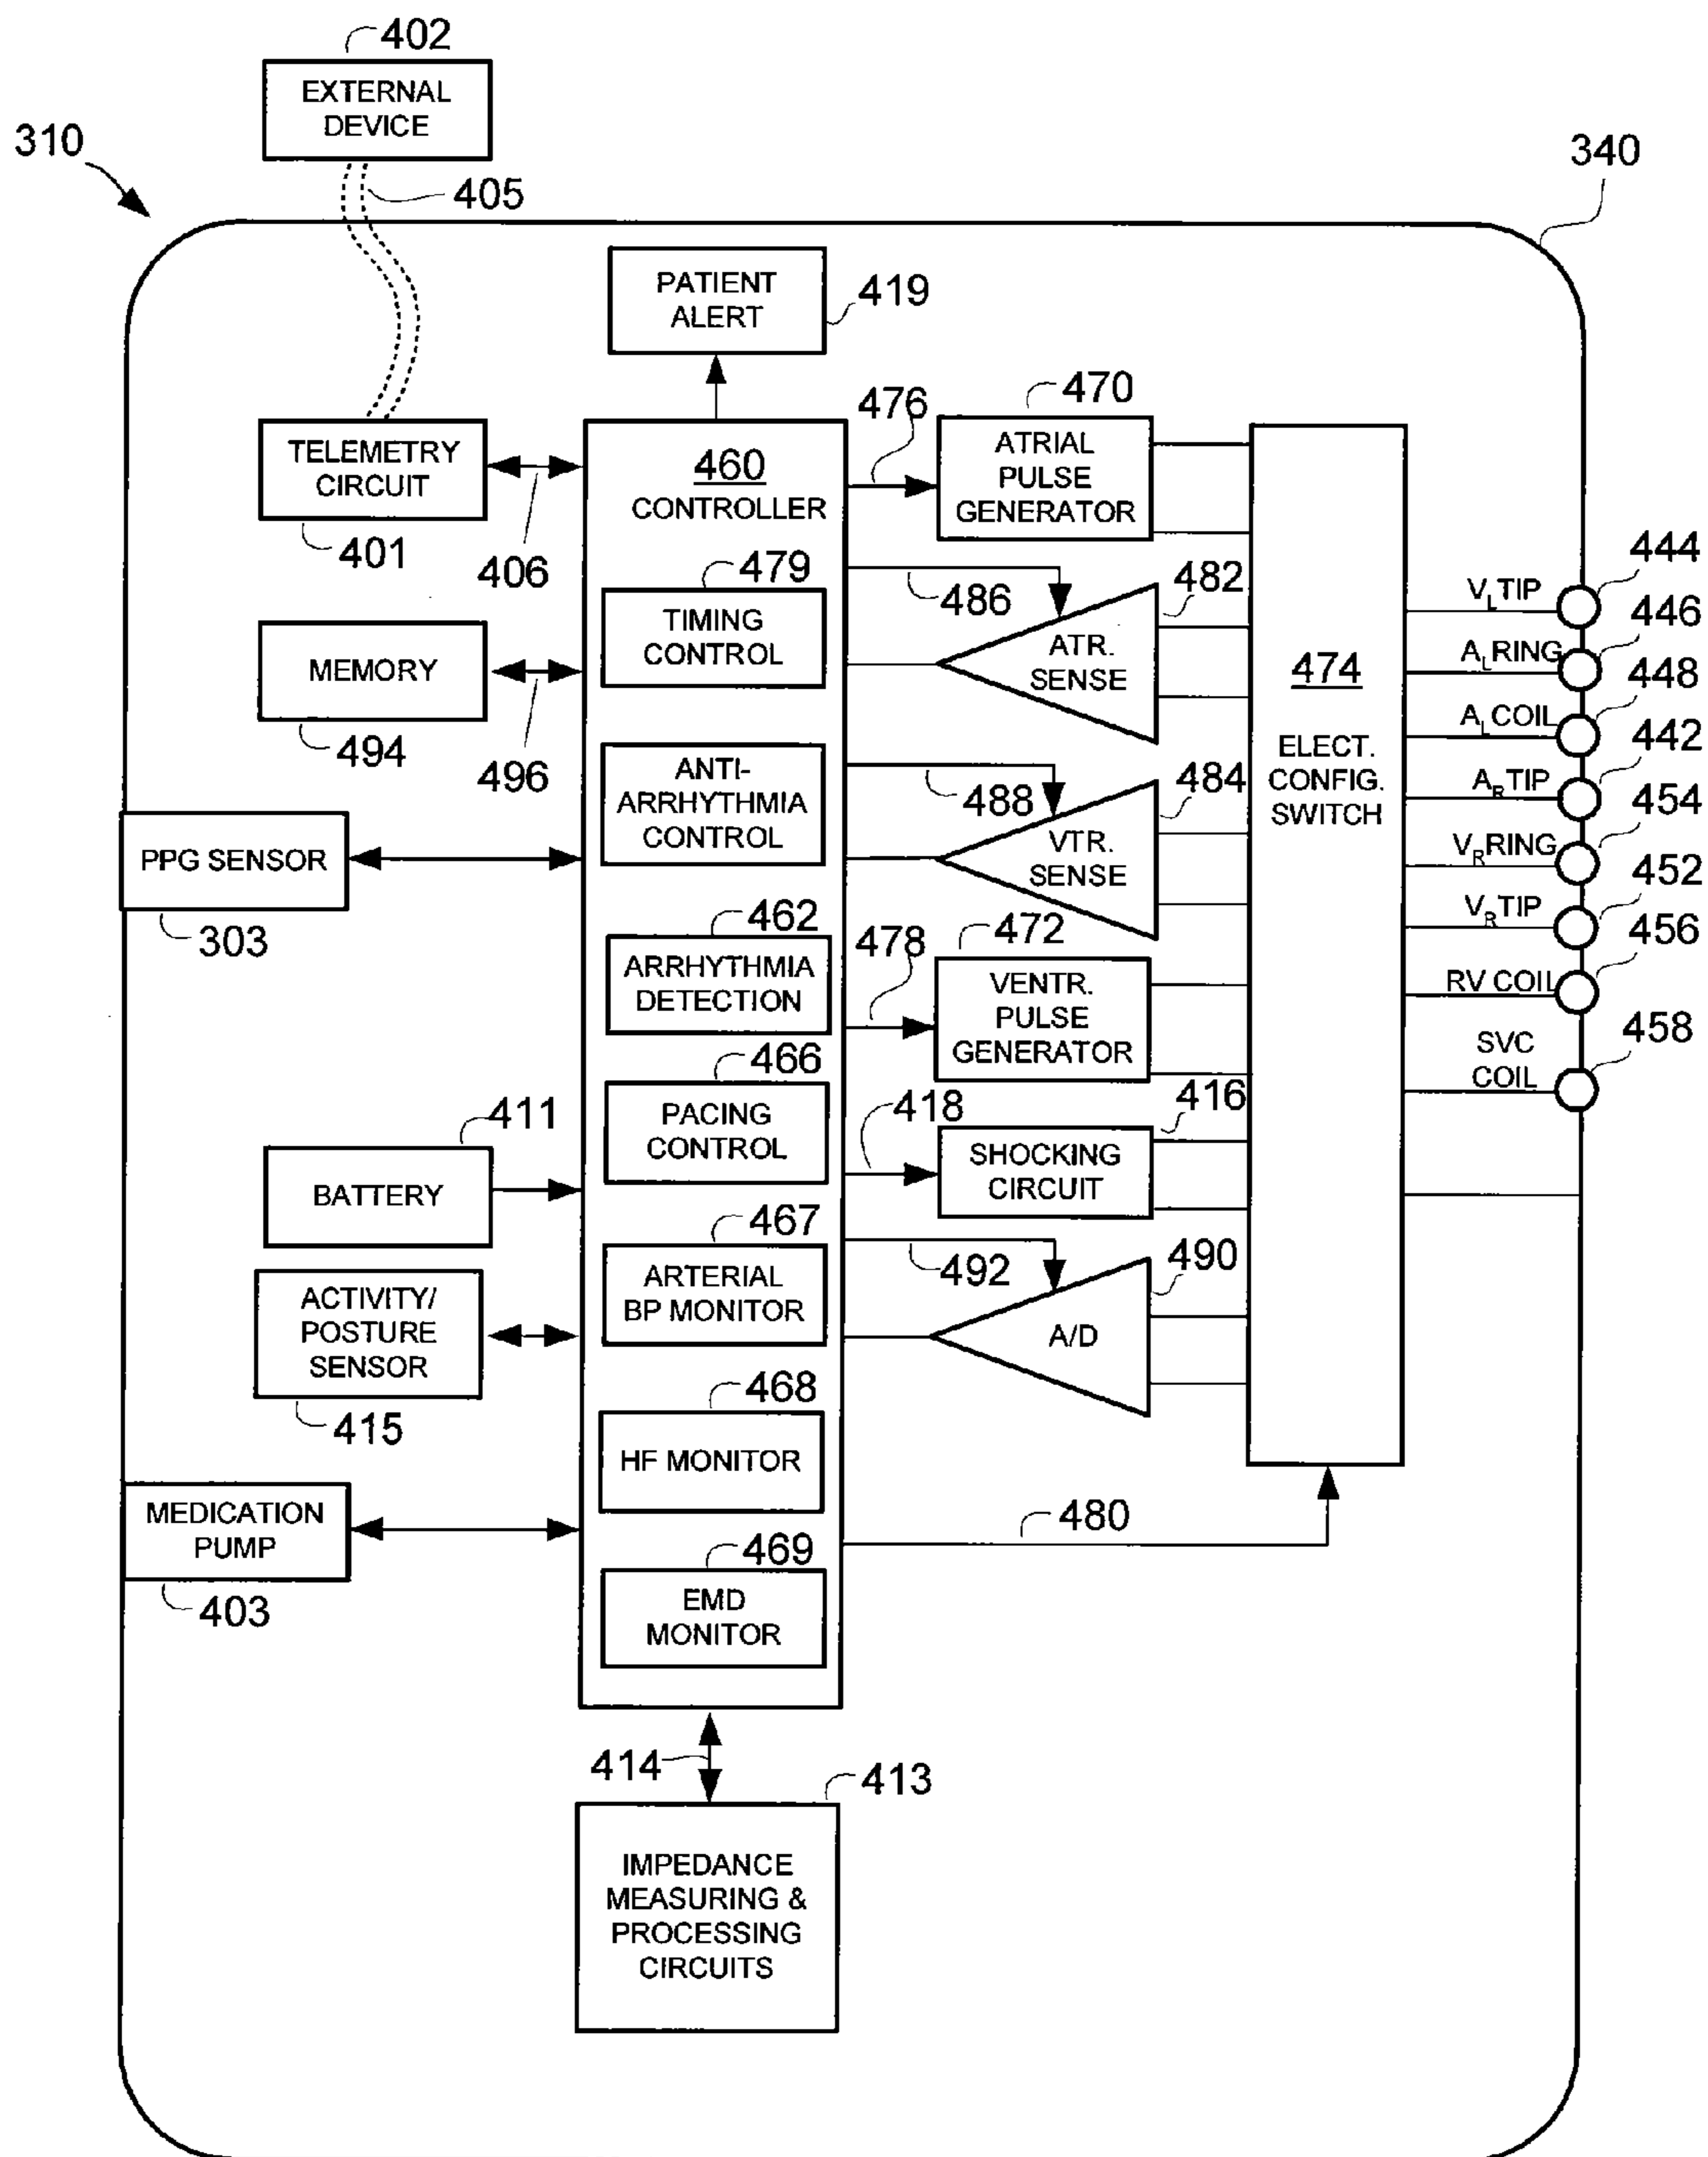 402
EXTERNAL
DEVICE
310
405
340
PATIENT
ALERT
419
TELEMETRY
CIRCUIT
401
406
460
CONTROLLER
476
470
ATRIAL
PULSE
GENERATOR
479
TIMING
CONTROL
486
482
ATR.
SENSE
MEMORY
494
496
ANTI-
ARRHYTHMIA
CONTROL
488
484
VTR.
SENSE
PPG SENSOR
303
462
ARRHYTHMIA
DETECTION
478
472
VENTR.
PULSE
GENERATOR
466
PACING
CONTROL
418
416
SHOCKING
CIRCUIT
411
BATTERY
467
ARTERIAL
BP MONITOR
492
490
A/D
ACTIVITY/
POSTURE
SENSOR
415
468
HF MONITOR
MEDICATION
PUMP
403
469
EMD
MONITOR
480
474
ELECT.
CONFIG.
SWITCH
VLTIP
444
ALRING
446
ALCOIL
448
ARTIP
442
VRRING
454
VRTIP
452
RV COIL
456
SVC
COIL
458
414
413
IMPEDANCE
MEASURING &
PROCESSING
CIRCUITS